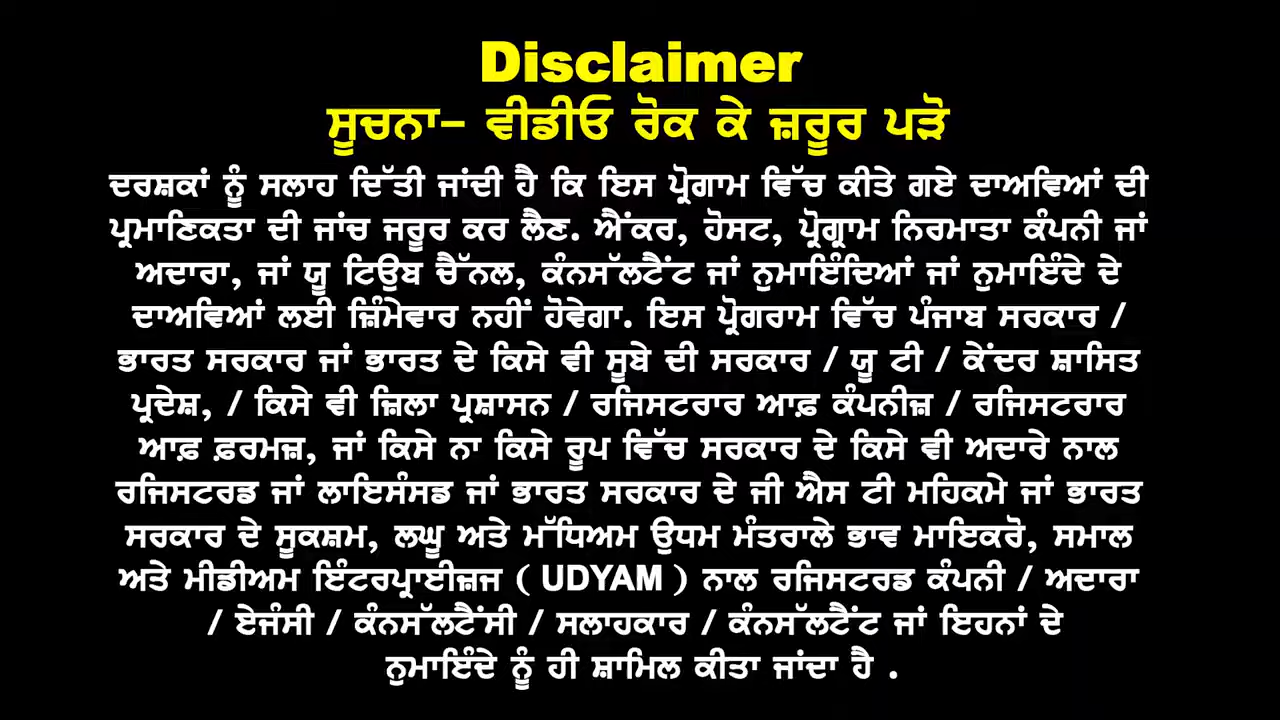 Disclaimer
ਸੂਚਨਾ- ਵੀਡੀਓ ਰੋਕ ਕੇ ਜ਼ਰੂਰ ਪੜੋ
ਦਰਸ਼ਕਾਂ ਨੂੰ ਸਲਾਹ ਦਿੱਤੀ ਜਾਂਦੀ ਹੈ ਕਿ ਇਸ ਪ੍ਰੋਗਾਮ ਵਿੱਚ ਕੀਤੇ ਗਏ ਦਾਅਵਿਆਂ ਦੀ
ਪ੍ਰਮਾਣਿਕਤਾ ਦੀ ਜਾਂਚ ਜਰੂਰ ਕਰ ਲੈਣ. ਐਂਕਰ, ਹੋਸਟ, ਪ੍ਰੋਗ੍ਰਾਮ ਨਿਰਮਾਤਾ ਕੰਪਨੀ ਜਾਂ
ਅਦਾਰਾ, ਜਾਂ ਯੂ ਟਿਊਬ ਚੈੱਨਲ, ਕੰਨਸੱਲਟੈਂਟ ਜਾਂ ਨੁਮਾਇੰਦਿਆਂ ਜਾਂ ਨੁਮਾਇੰਦੇ ਦੇ
ਦਾਅਵਿਆਂ ਲਈ ਜ਼ਿੰਮੇਵਾਰ ਨਹੀਂ ਹੋਵੇਗਾ. ਇਸ ਪ੍ਰੋਗਰਾਮ ਵਿੱਚ ਪੰਜਾਬ ਸਰਕਾਰ /
ਭਾਰਤ ਸਰਕਾਰ ਜਾਂ ਭਾਰਤ ਦੇ ਕਿਸੇ ਵੀ ਸੂਬੇ ਦੀ ਸਰਕਾਰ / ਯੂ ਟੀ / ਕੇਂਦਰ ਸ਼ਾਸਿਤ
ਪ੍ਰਦੇਸ਼, / ਕਿਸੇ ਵੀ ਜ਼ਿਲਾ ਪ੍ਰਸ਼ਾਸਨ / ਰਜਿਸਟਰਾਰ ਆਫ਼ ਕੰਪਨੀਜ਼ / ਰਜਿਸਟਰਾਰ
ਆਫ਼ ਫ਼ਰਮਜ਼, ਜਾਂ ਕਿਸੇ ਨਾ ਕਿਸੇ ਰੂਪ ਵਿੱਚ ਸਰਕਾਰ ਦੇ ਕਿਸੇ ਵੀ ਅਦਾਰੇ ਨਾਲ
ਰਜਿਸਟਰਡ ਜਾਂ ਲਾਇਸੰਸਡ ਜਾਂ ਭਾਰਤ ਸਰਕਾਰ ਦੇ ਜੀ ਐਸ ਟੀ ਮਹਿਕਮੇ ਜਾਂ ਭਾਰਤ
ਸਰਕਾਰ ਦੇ ਸੂਕਸ਼ਮ, ਲਘੂ ਅਤੇ ਮੱਧਿਅਮ ਉਧਮ ਮੰਤਰਾਲੇ ਭਾਵ ਮਾਇਕਰੋ, ਸਮਾਲ
ਅਤੇ ਮੀਡੀਅਮ ਇੰਟਰਪ੍ਰਾਈਜ਼ਜ ( UDYAM ) ਨਾਲ ਰਜਿਸਟਰਡ ਕੰਪਨੀ / ਅਦਾਰਾ
/ ਏਜੰਸੀ / ਕੰਨਸੱਲਟੈਂਸੀ / ਸਲਾਹਕਾਰ / ਕੰਨਸੱਲਟੈਂਟ ਜਾਂ ਇਹਨਾਂ ਦੇ
ਨੁਮਾਇੰਦੇ ਨੂੰ ਹੀ ਸ਼ਾਮਿਲ ਕੀਤਾ ਜਾਂਦਾ ਹੈ .